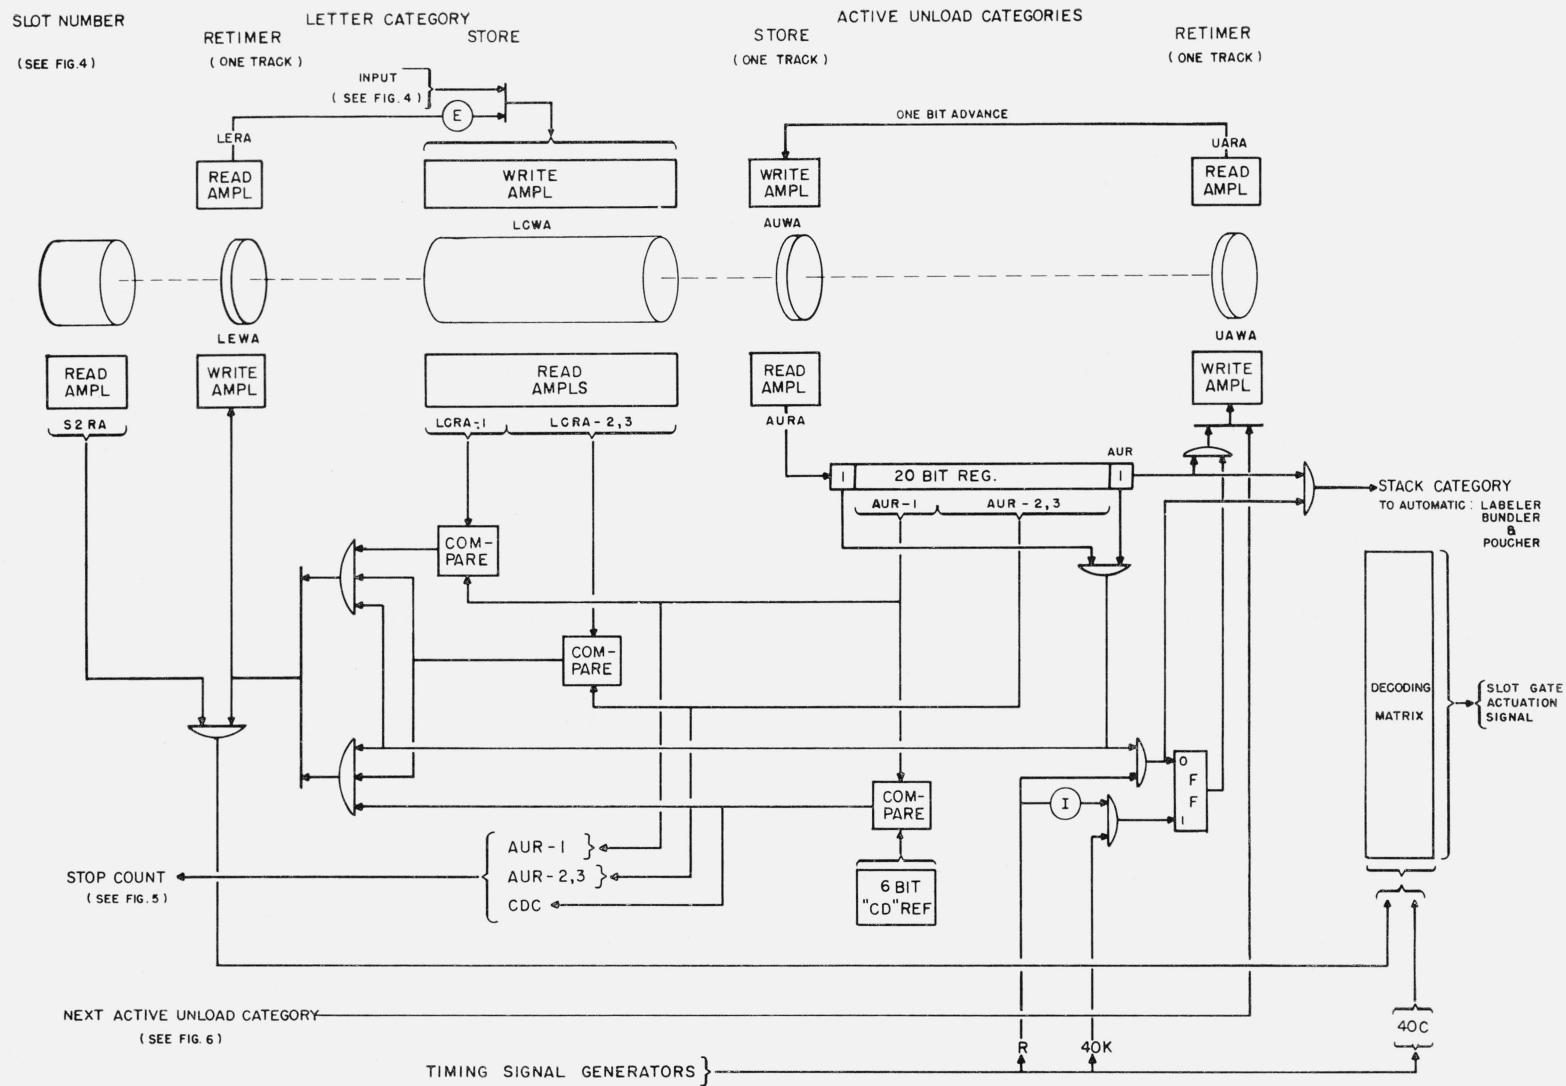 SLOT NUMBER
(SEE FIG.4)
LETTER CATEGORY
RETIMER
(ONE TRACK)
STORE
ACTIVE UNLOAD CATEGORIES
STORE
(ONE TRACK)
RETIMER
(ONE TRACK)
INPUT
(SEE FIG. 4)
E
LERA
ONE BIT ADVANCE
UARA
READ
AMPL
WRITE
AMPL
WRITE
AMPL
READ
AMPL
LCWA
AUWA
LEWA
UAWA
READ
AMPL
WRITE
AMPL
READ
AMPLS
READ
AMPL
WRITE
AMPL
S2RA
LCRA-1
LCRA-2,3
AURA
AUR
1
20 BIT REG.
1
AUR-1
AUR-2,3
STACK CATEGORY
TO AUTOMATIC: LABELER
BUNDLER
&
POUCHER
COM-
PARE
COM-
PARE
DECODING
MATRIX
SLOT GATE
ACTUATION
SIGNAL
O
F
F
1
I
COM-
PARE
AUR-1
AUR-2,3
CDC
STOP COUNT
(SEE FIG.5)
6 BIT
"CD" REF
NEXT ACTIVE UNLOAD CATEGORY
(SEE FIG. 6)
40C
R
40K
TIMING SIGNAL GENERATORS